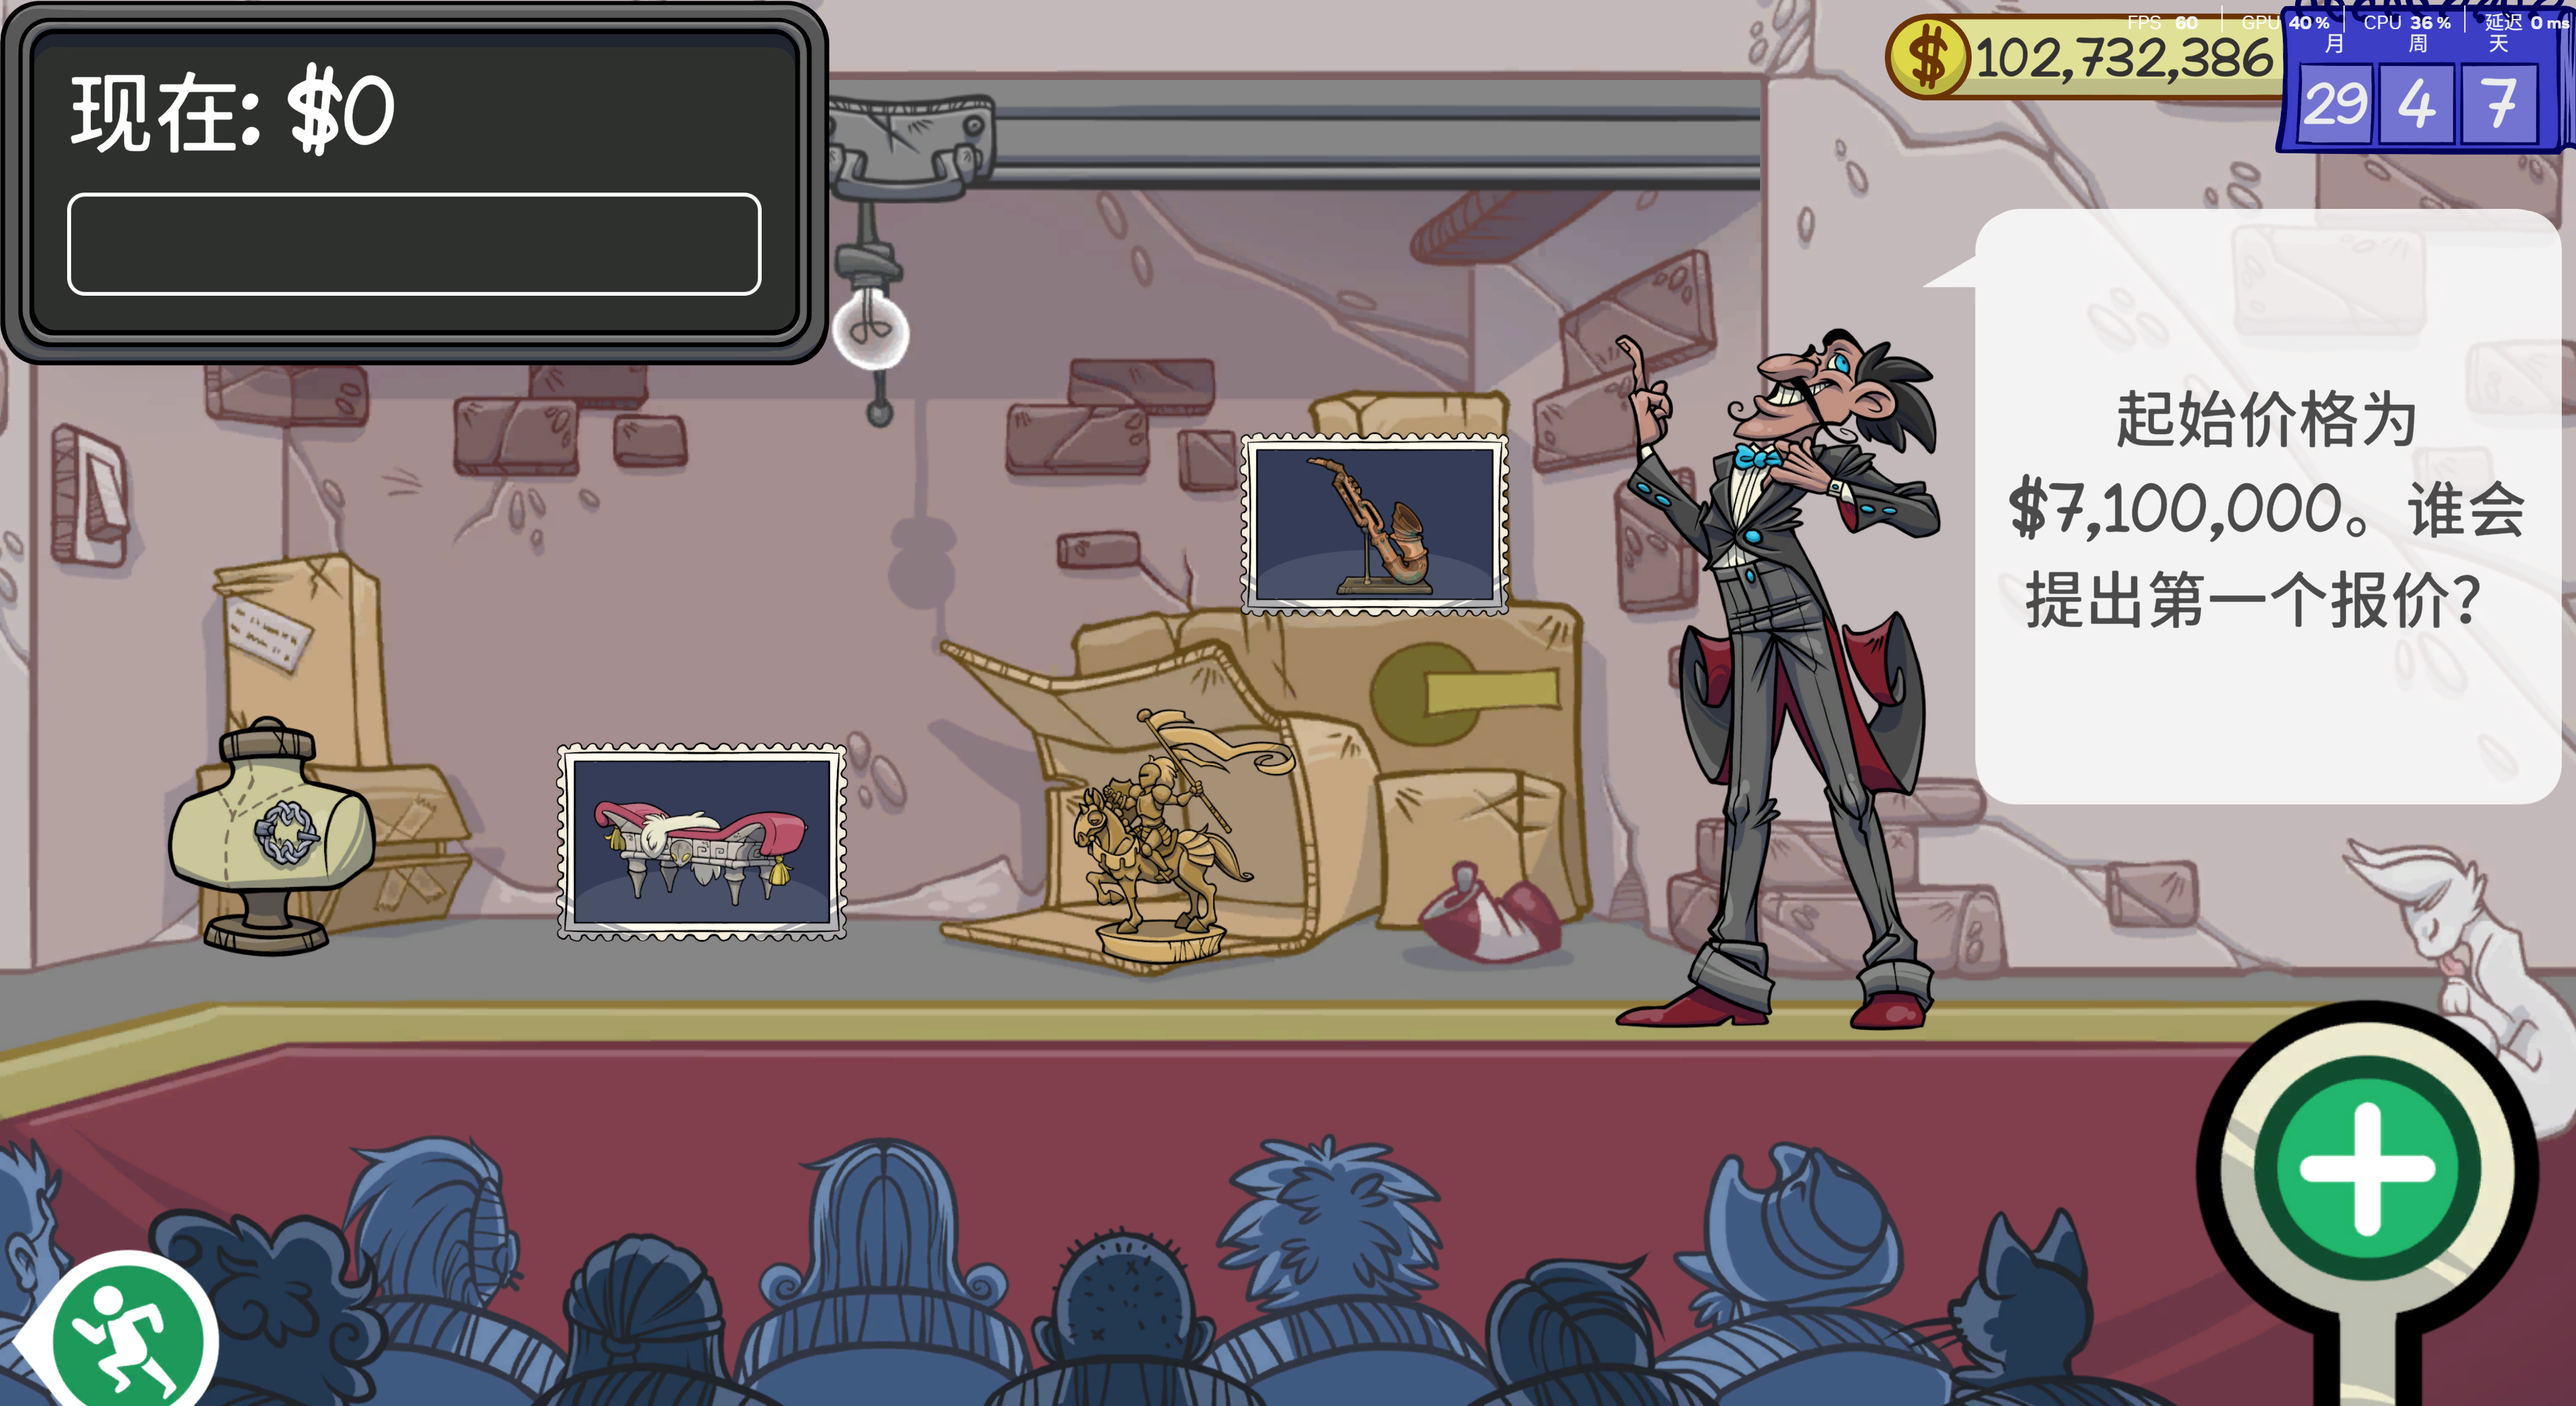 现在: $0
FPS 60 GPU 40% CPU 36% 延迟 0 ms
102,732,386
月 周 天
29 4 7
起始价格为
$7,100,000。谁会
提出第一个报价?